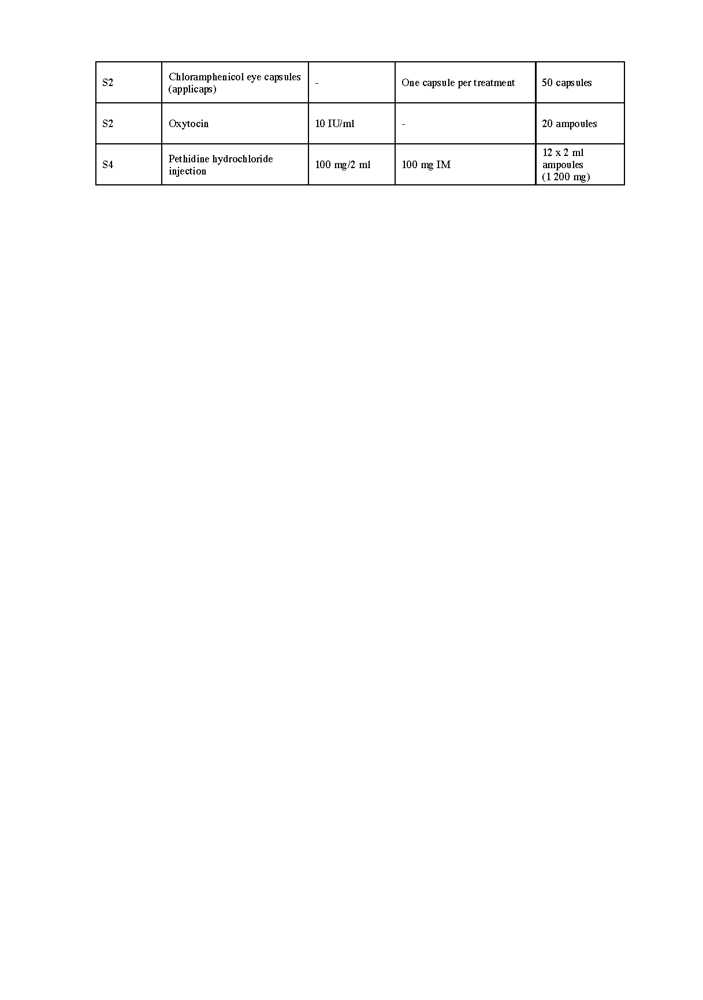 S2
Chloramphenicol eye capsules
(applicaps)
-
One capsule per treatment
50 capsules
S2
Oxytocin
10 IU/ml
-
20 ampoules
S4
Pethidine hydrochloride
injection
100 mg/2 ml
100 mg IM
12 x 2 ml
ampoules
(1 200 mg)